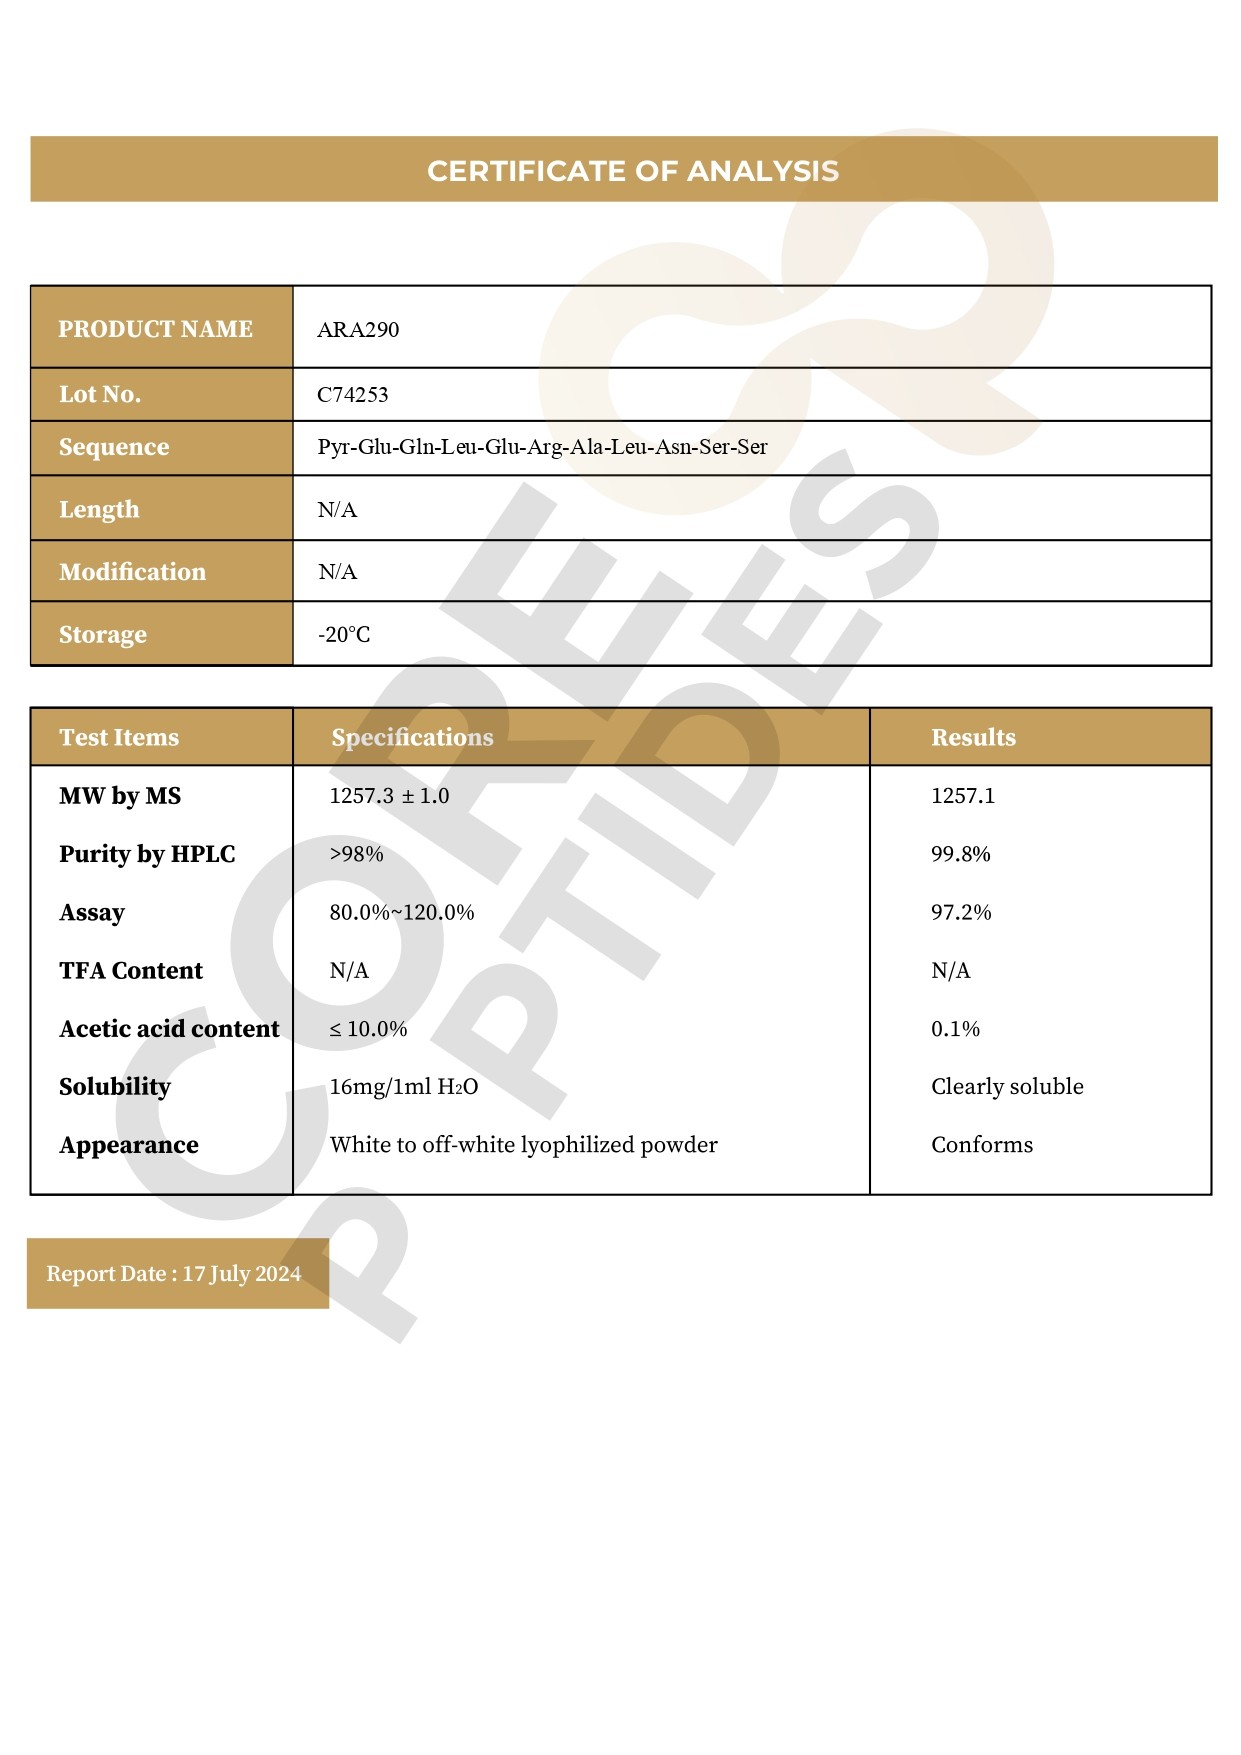 CERTIFICATE OF ANALYSIS
PRODUCT NAME ARA290
Lot No. C74253
Sequence Pyr-Glu-Gln-Leu-Glu-Arg-Ala-Leu-Asn-Ser-Ser
Length N/A
Modification N/A
Storage -20°C
Test Items Specifications Results
MW by MS 1257.3 ± 1.0 1257.1
Purity by HPLC >98% 99.8%
Assay 80.0%~120.0% 97.2%
TFA Content N/A N/A
Acetic acid content ≤ 10.0% 0.1%
Solubility 16mg/1ml H₂O Clearly soluble
Appearance White to off-white lyophilized powder Conforms
Report Date : 17 July 2024
CORE
PPTIDES